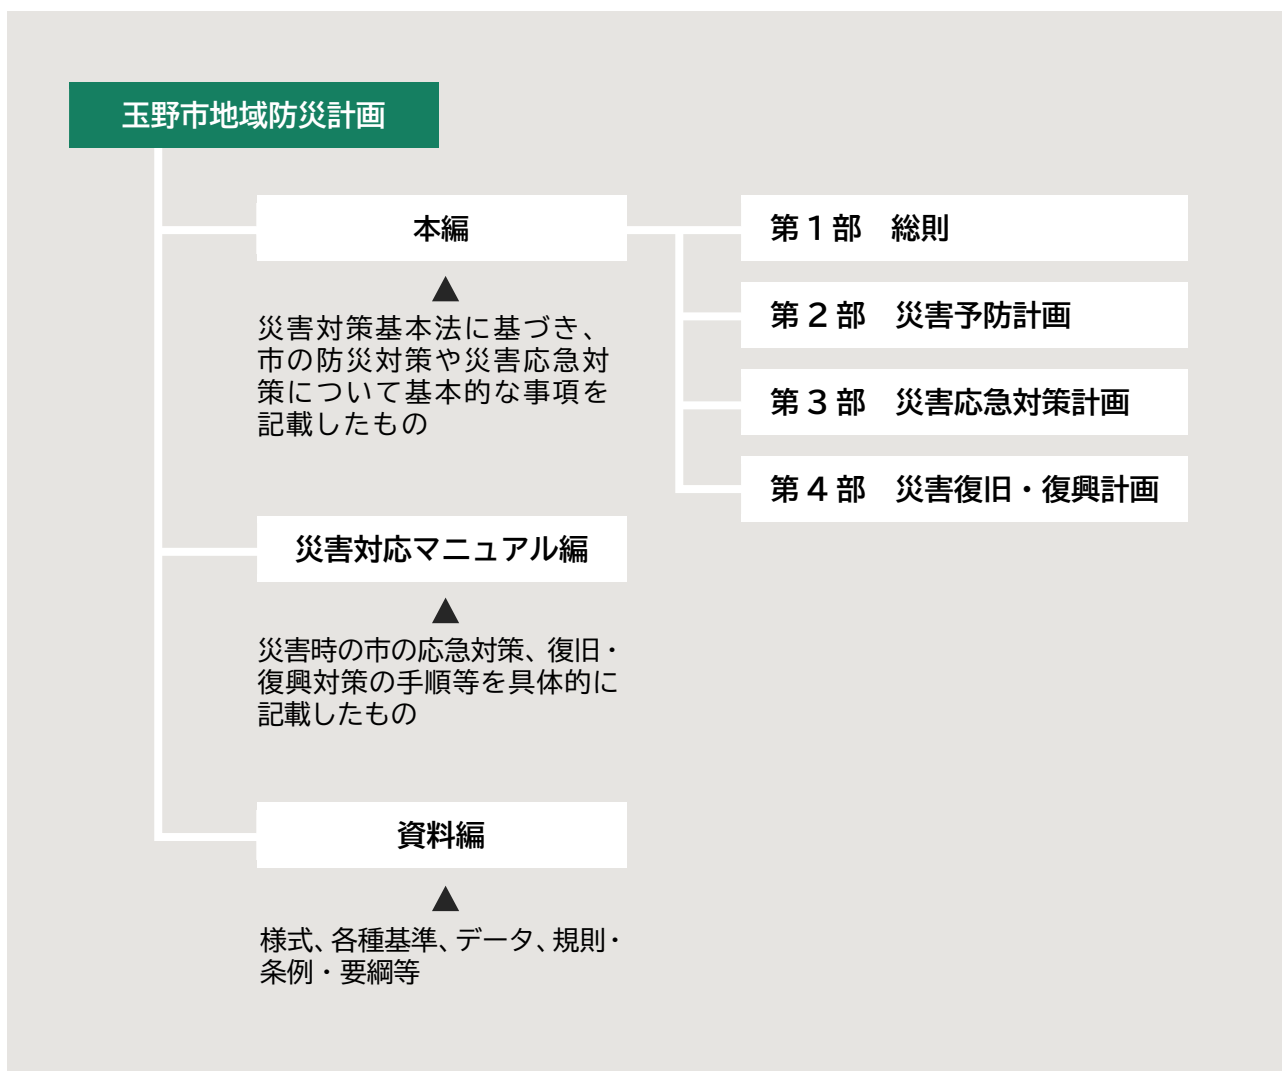 玉野市地域防災計画
本編
▲
災害対策基本法に基づき、
市の防災対策や災害応急対
策について基本的な事項を
記載したもの
第1部　総則
第2部　災害予防計画
第3部　災害応急対策計画
第4部　災害復旧・復興計画
災害対応マニュアル編
▲
災害時の市の応急対策、復旧・
復興対策の手順等を具体的に
記載したもの
資料編
▲
様式、各種基準、データ、規則・
条例・要綱等